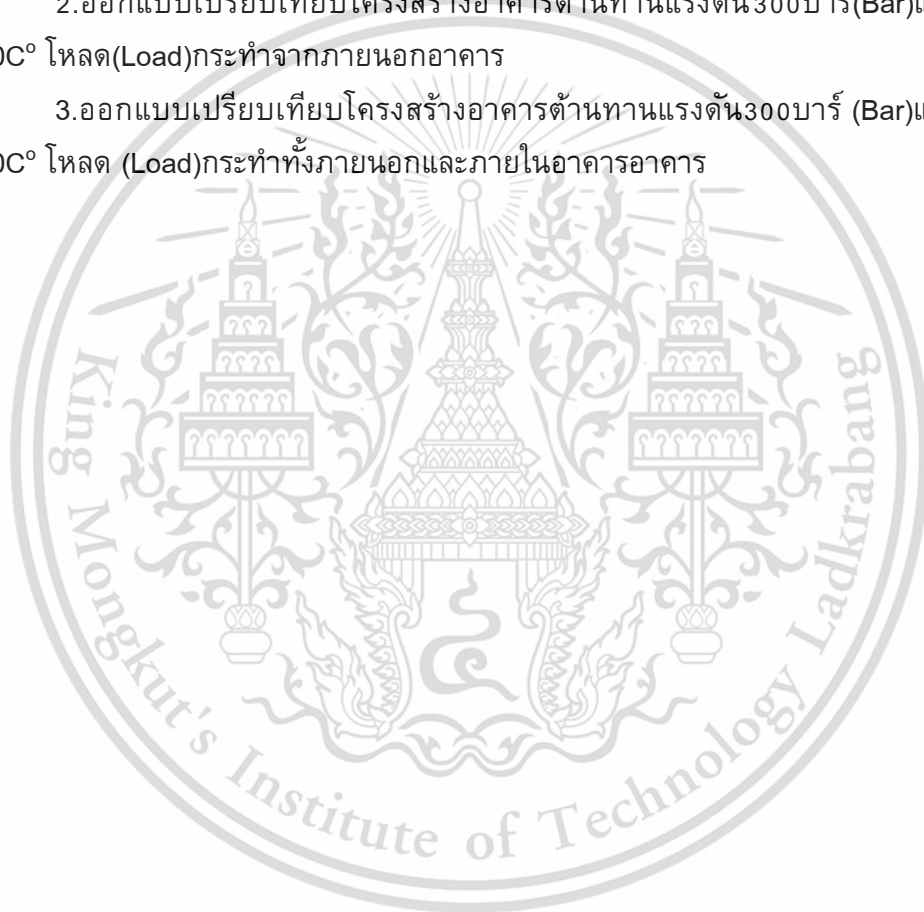 2.ออกแบบเปรียบเทียบโครงสร้างอาคารต้านทานแรงดัน300บาร์(Bar)
0Cº โหลด(Load)กระทำจากภายนอกอาคาร
3.ออกแบบเปรียบเทียบโครงสร้างอาคารต้านทานแรงดัน300บาร์ (Bar)
0Cº โหลด (Load)กระทำทั้งภายนอกและภายในอาคารอาคาร
King Mongkut's Institute of Technology Ladkrabang